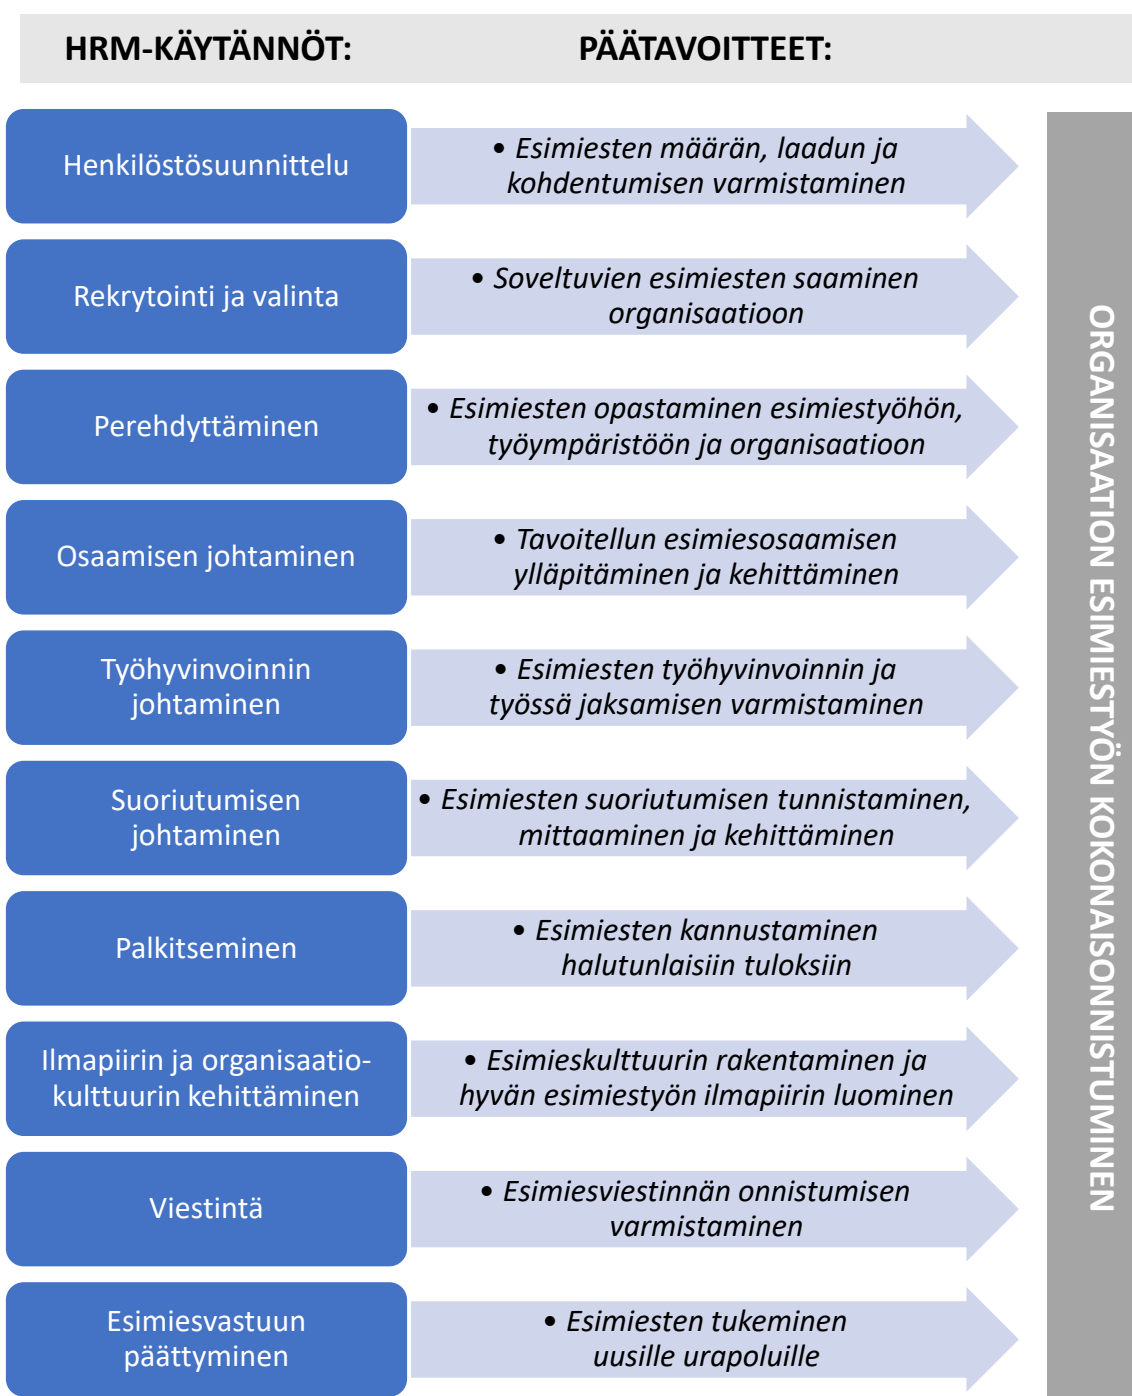 HRM-KÄYTÄNNÖT:
PÄÄTAVOITTEET:
Henkilöstösuunnittelu
• Esimiesten määrän, laadun ja
kohdentumisen varmistaminen
Rekrytointi ja valinta
• Soveltuvien esimiesten saaminen
organisaatioon
Perehdyttäminen
• Esimiesten opastaminen esimiestyöhön,
työympäristöön ja organisaatioon
Osaamisen johtaminen
• Tavoitellun esimiesosaamisen
ylläpitäminen ja kehittäminen
Työhyvinvoinnin
johtaminen
• Esimiesten työhyvinvoinnin ja
työssä jaksamisen varmistaminen
Suoriutumisen
johtaminen
• Esimiesten suoriutumisen tunnistaminen,
mittaaminen ja kehittäminen
Palkitseminen
• Esimiesten kannustaminen
halutunlaisiin tuloksiin
Ilmapiirin ja organisaatio-
kulttuurin kehittäminen
• Esimieskulttuurin rakentaminen ja
hyvän esimiestyön ilmapiirin luominen
Viestintä
• Esimiesviestinnän onnistumisen
varmistaminen
Esimiesvastuun
päättyminen
• Esimiesten tukeminen
uusille urapoluille
ORGANISAATION ESIMIESTYÖN KOKONAISONNISTUMINEN